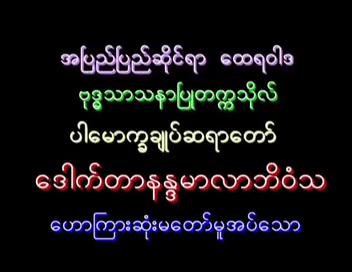 အပြည်ပြည်ဆိုင်ရာ ထေရဝါဒ
ဗုဒ္ဓသာသနာပြုတက္ကသိုလ်
ပါမောက္ခချုပ်ဆရာတော်
ဒေါက်တာနန္ဒမာလာဘိဝံသ
ဟောကြားဆုံးမတော်မူအပ်သော